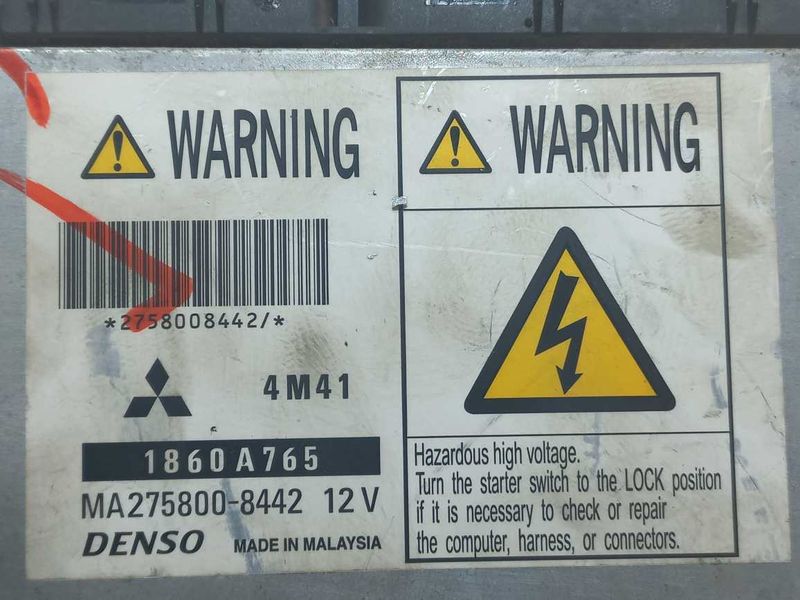 WARNING
*2758008442/*
4M41
1860A765
MA275800-8442 12V
DENSO MADE IN MALAYSIA
WARNING
Hazardous high voltage.
Turn the starter switch to the LOCK position
if it is necessary to check or repair
the computer, harness, or connectors.